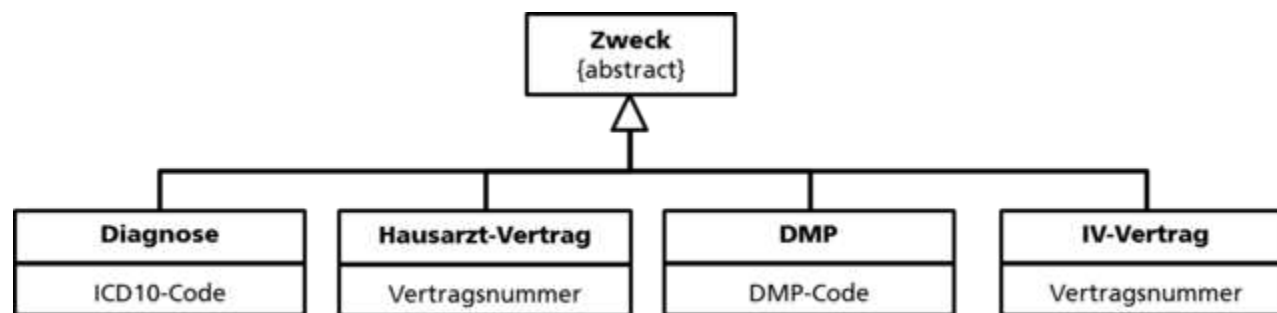 Zweck
{abstract}
Diagnose
Hausarzt-Vertrag
DMP
IV-Vertrag
ICD10-Code
Vertragsnummer
DMP-Code
Vertragsnummer